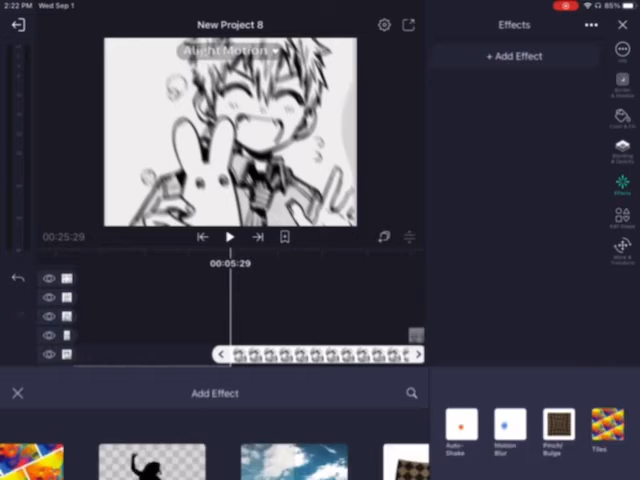 2:22 PM Wed Sep 1
85%
New Project 8
Effects
Alight Motion
+ Add Effect
Effects
00:25:29
00:05:29
Add Effect
Auto-Shake
Motion Blur
Pinch/Bulge
Tiles